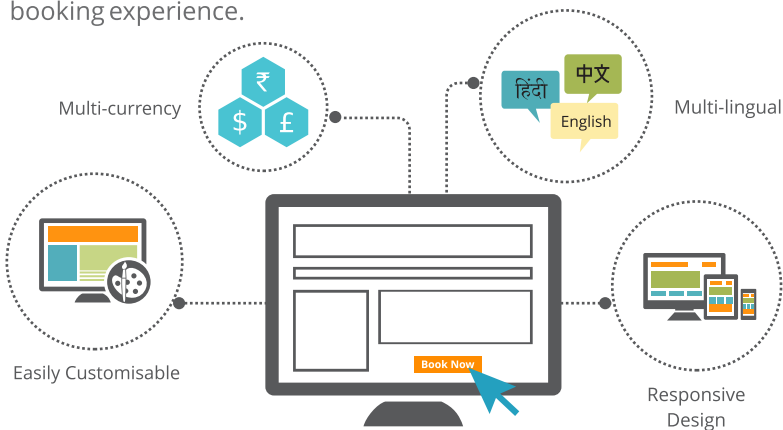 booking experience.
Multi-currency
₹
$ £
हिंदी
中文
English
Multi-lingual
Easily Customisable
Book Now
Responsive
Design